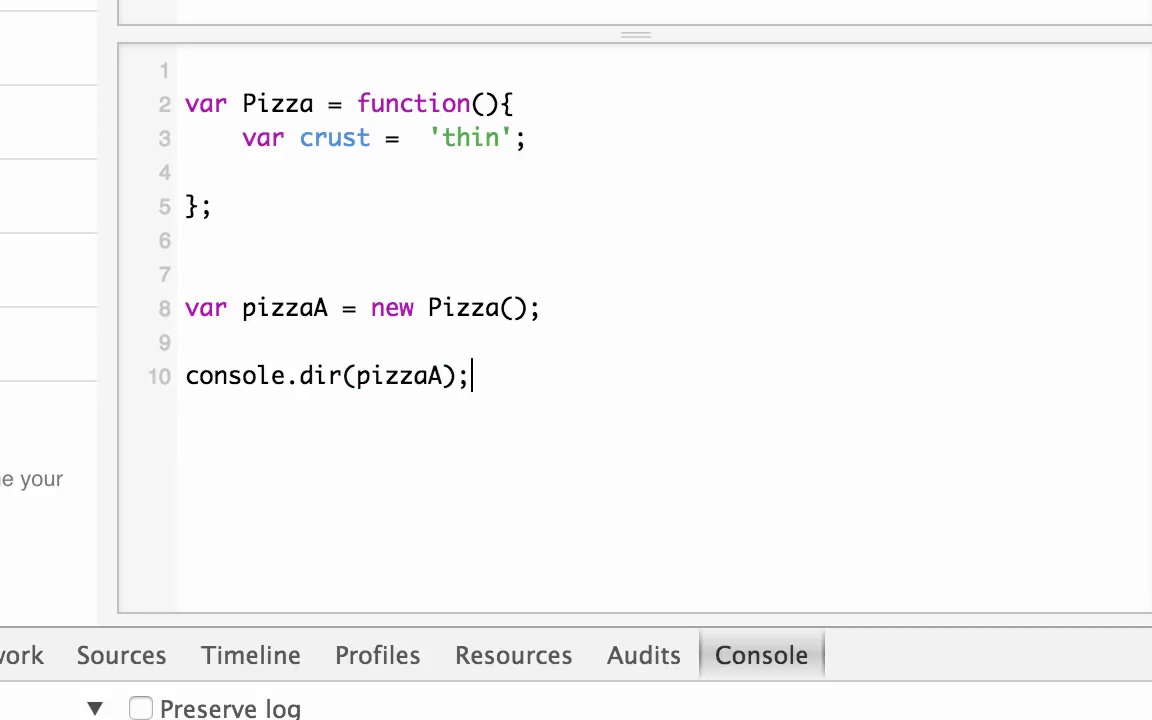 1
2 var Pizza = function(){
3 var crust = 'thin';
4
5 };
6
7
8 var pizzaA = new Pizza();
9
10 console.dir(pizzaA);
e your
ork Sources Timeline Profiles Resources Audits Console
▼ Preserve log